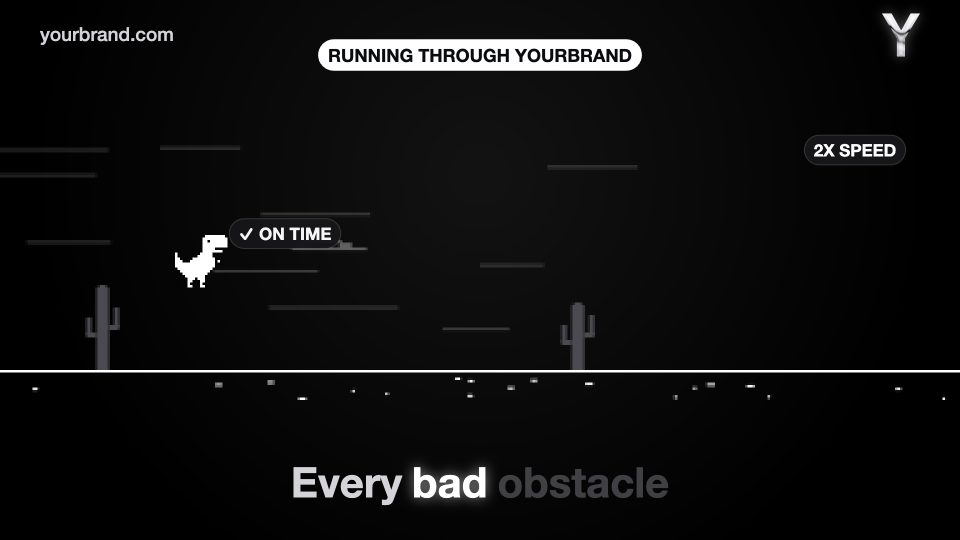 yourbrand.com
Y
RUNNING THROUGH YOURBRAND
2X SPEED
✓ ON TIME
Every bad obstacle